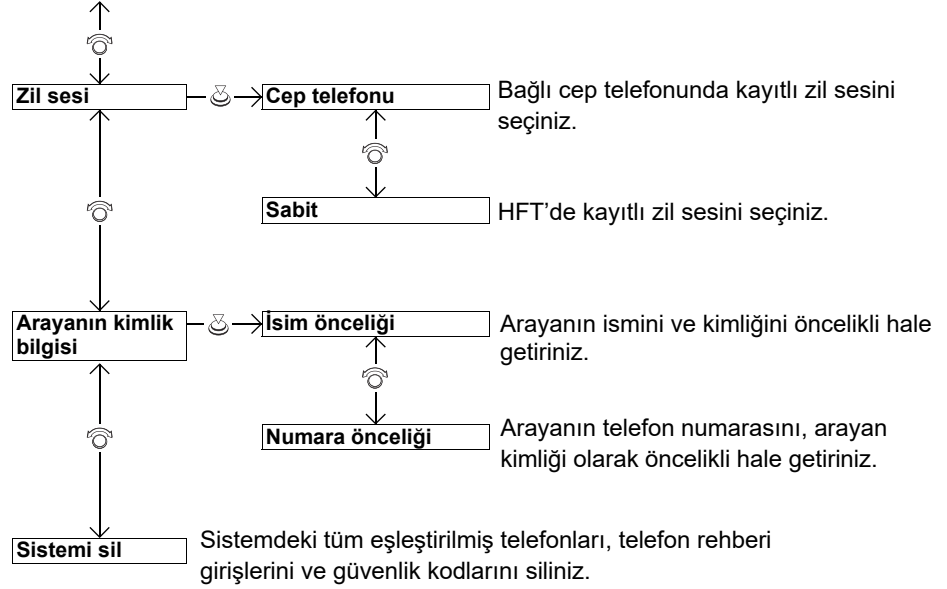 Zil sesi
Cep telefonu
Bağlı cep telefonunda kayıtlı zil sesini
seçiniz.
Sabit
HFT’de kayıtlı zil sesini seçiniz.
Arayanın kimlik
bilgisi
İsim önceliği
Arayanın ismini ve kimliğini öncelikli hale
getiriniz.
Numara önceliği
Arayanın telefon numarasını, arayan
kimliği olarak öncelikli hale getiriniz.
Sistemi sil
Sistemdeki tüm eşleştirilmiş telefonları, telefon rehberi
girişlerini ve güvenlik kodlarını siliniz.